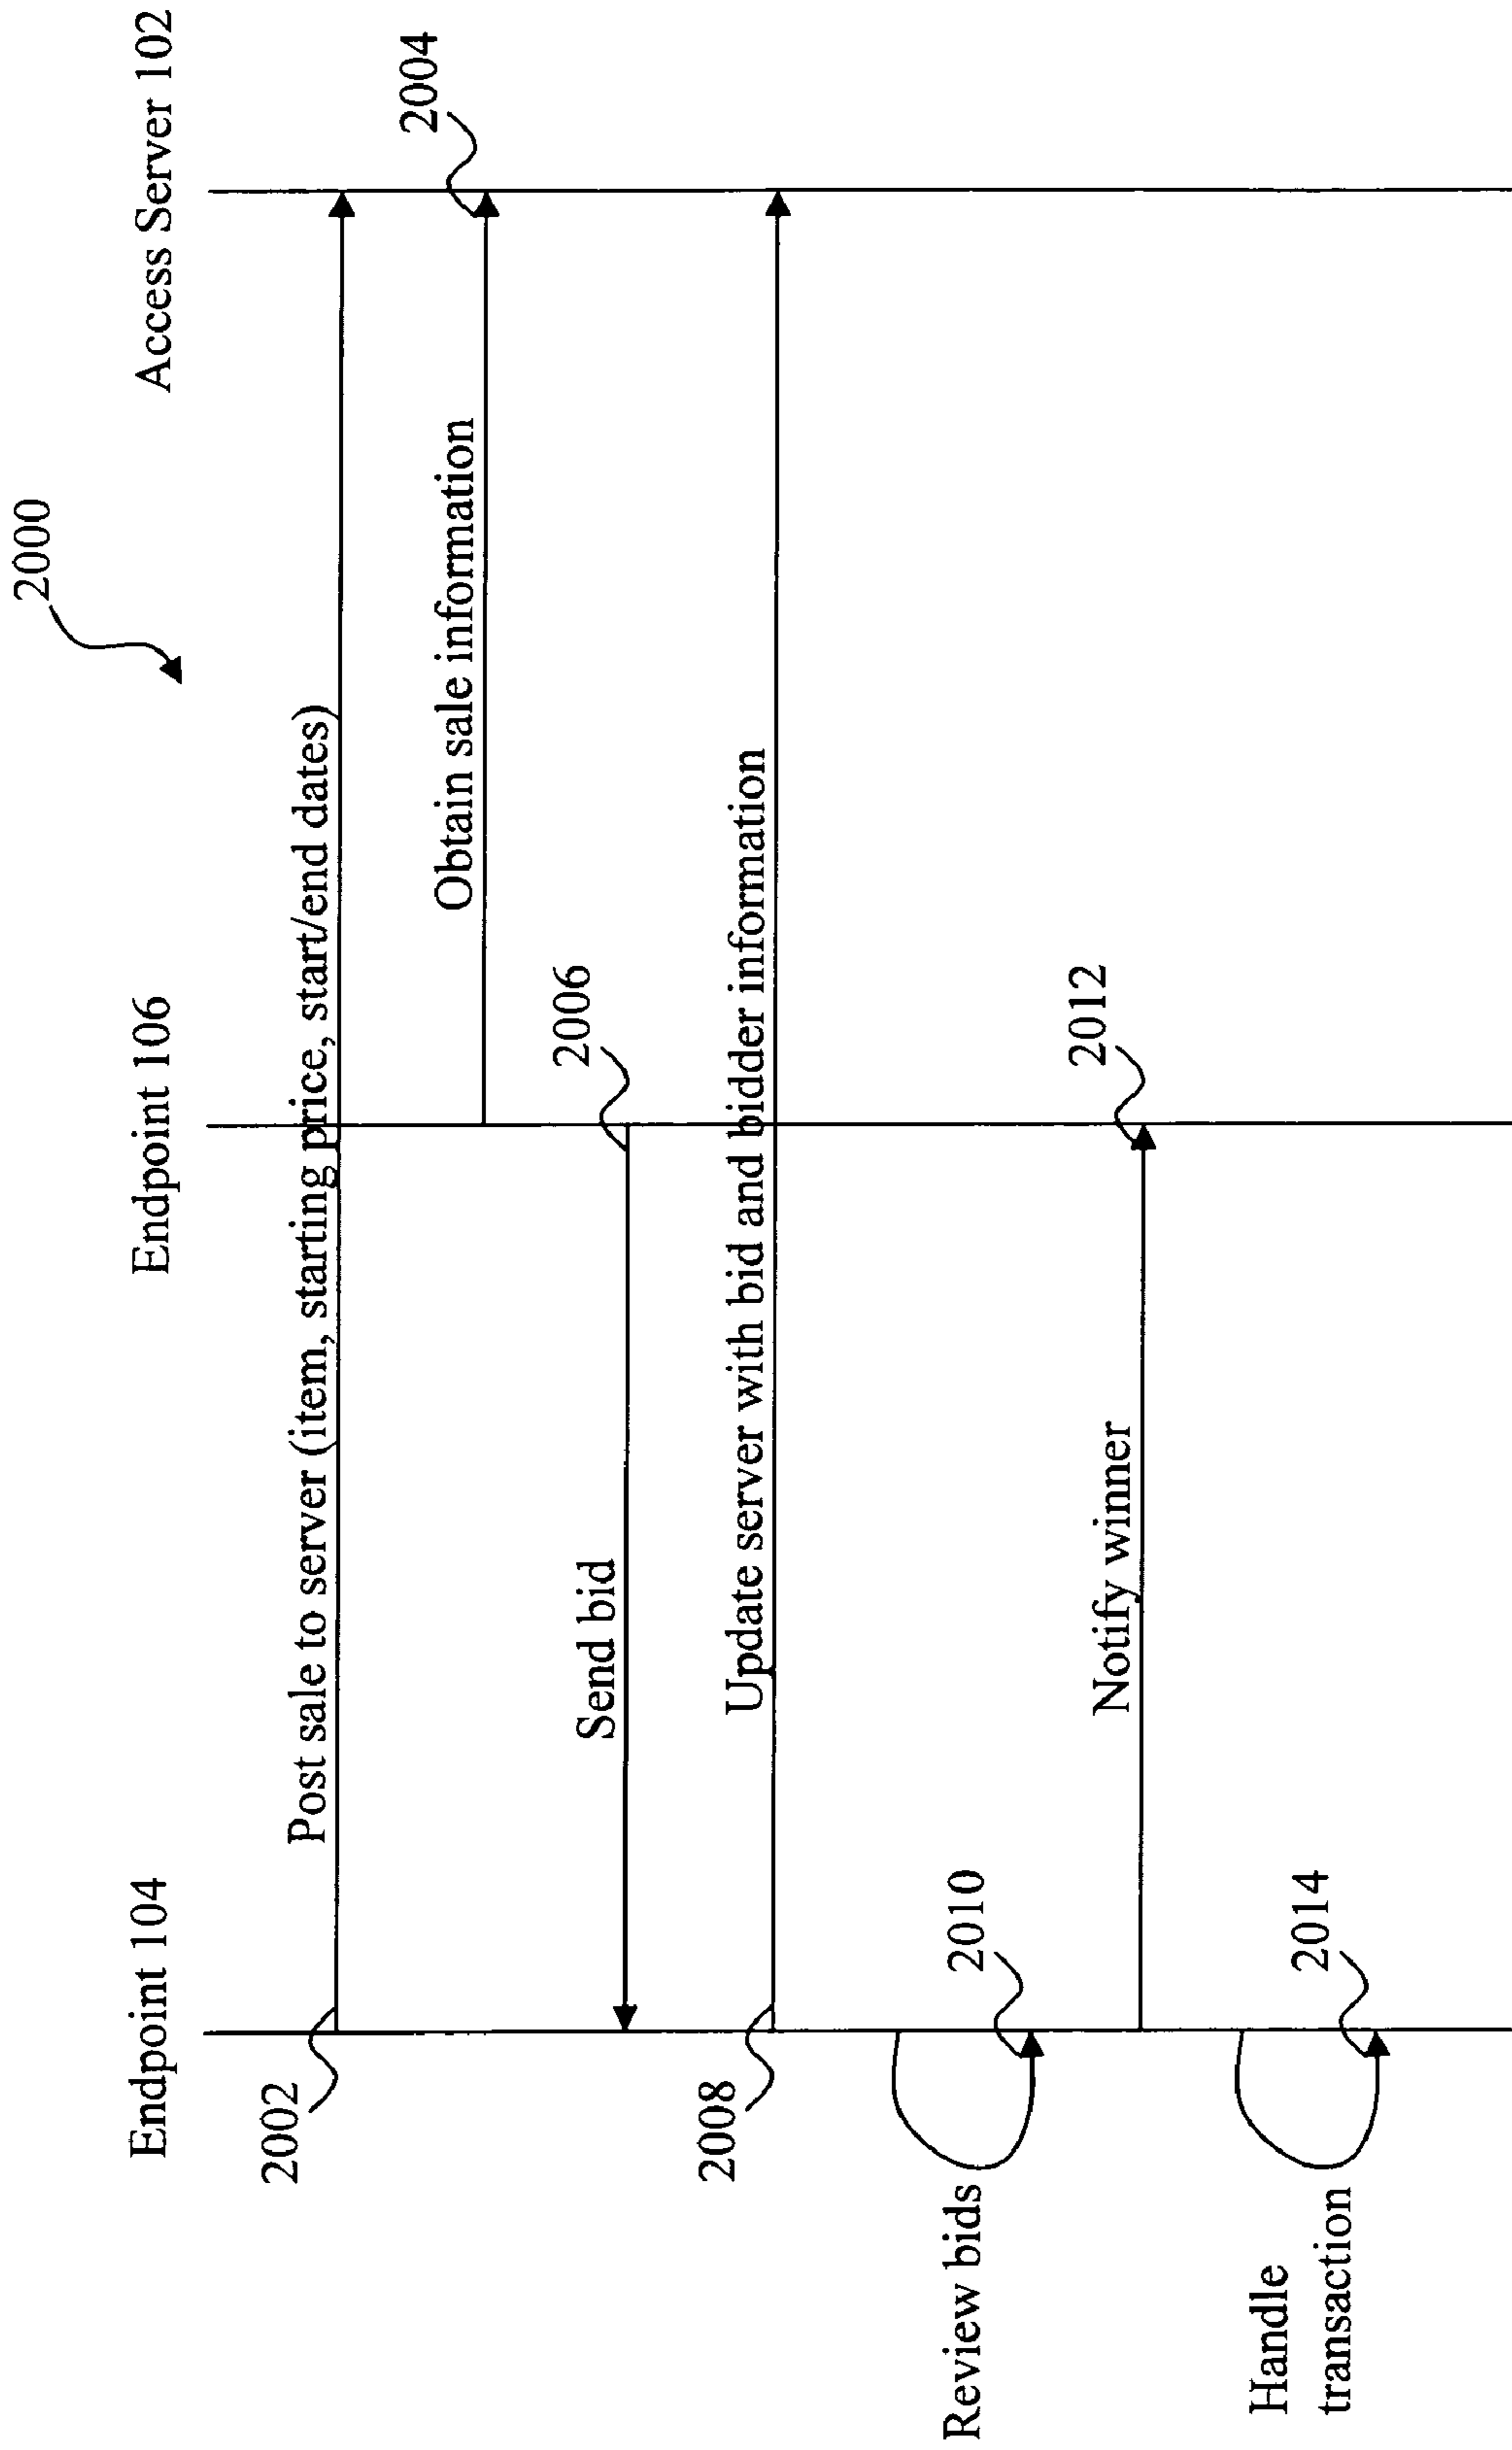 2000
Endpoint 104
Endpoint 106
Access Server 102
2002
Post sale to server (item, starting price, start/end dates)
2004
Obtain sale information
2006
Send bid
2008
Update server with bid and bidder information
Review bids
2010
2012
Notify winner
Handle
transaction
2014